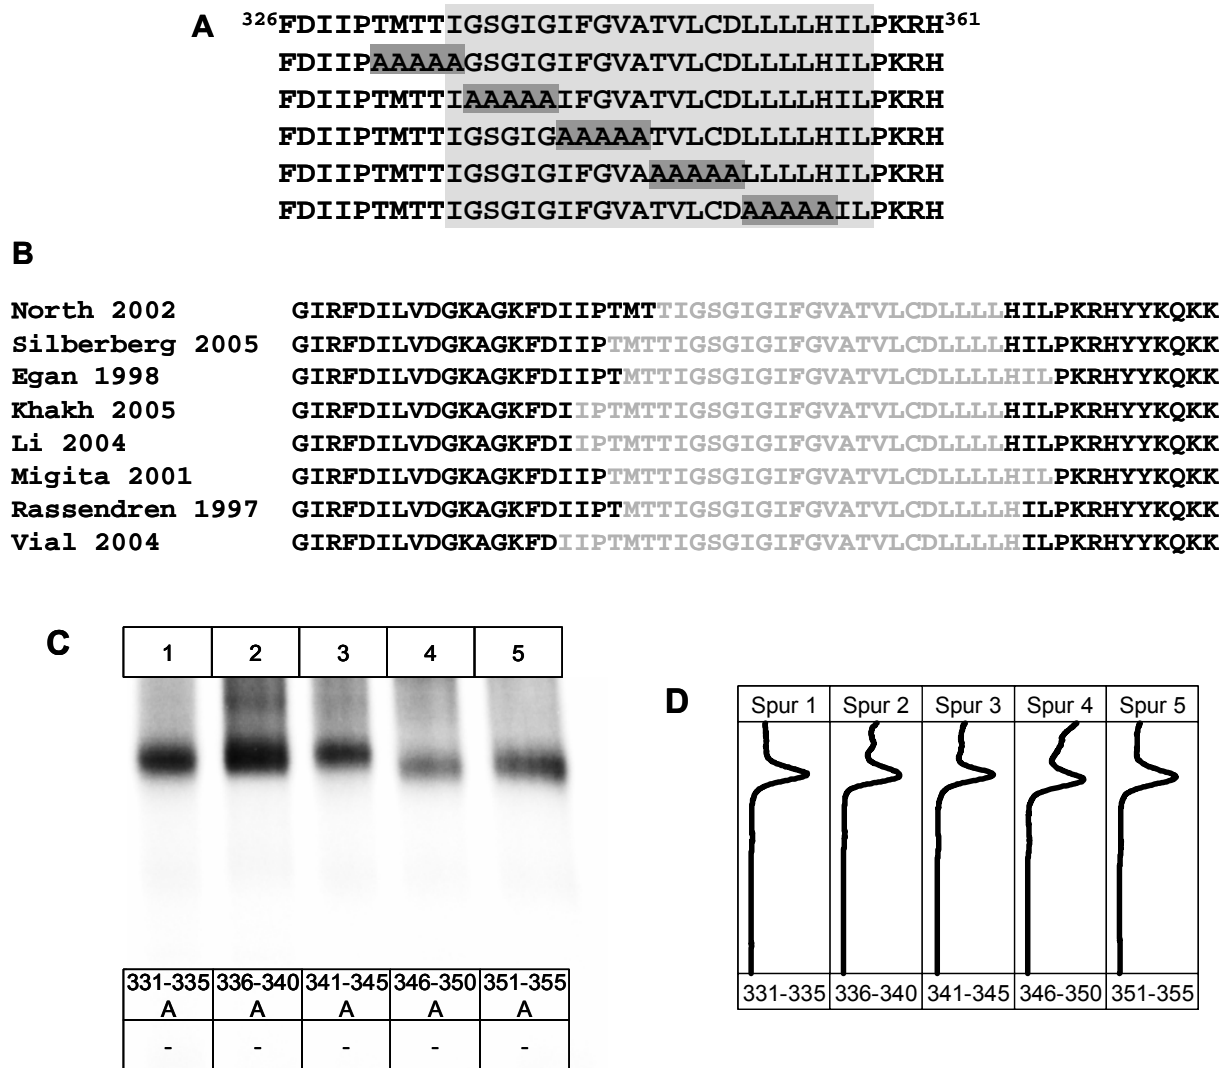 A ³²⁶FDIIPTMTTIGSGIGIFGVATVLCDLLLLHILPKRH³⁶¹
FDIIPAAAAAGSGIGIFGVATVLCDLLLLHILPKRH
FDIIPTMTTIAAAAAIFGVATVLCDLLLLHILPKRH
FDIIPTMTTIGSGIGAAAAATVLCDLLLLHILPKRH
FDIIPTMTTIGSGIGIFGVAAAAAALLLLHILPKRH
FDIIPTMTTIGSGIGIFGVATVLCDAAAAAILPKRH
B
North 2002 GIRFDILVDGKAGKFDIIPTMTTIGSGIGIFGVATVLCDLLLLHILPKRHYYKQKK
Silberberg 2005 GIRFDILVDGKAGKFDIIPTMTTIGSGIGIFGVATVLCDLLLLHILPKRHYYKQKK
Egan 1998 GIRFDILVDGKAGKFDIIPTMTTIGSGIGIFGVATVLCDLLLLHILPKRHYYKQKK
Khakh 2005 GIRFDILVDGKAGKFDIIPTMTTIGSGIGIFGVATVLCDLLLLHILPKRHYYKQKK
Li 2004 GIRFDILVDGKAGKFDIIPTMTTIGSGIGIFGVATVLCDLLLLHILPKRHYYKQKK
Migita 2001 GIRFDILVDGKAGKFDIIPTMTTIGSGIGIFGVATVLCDLLLLHILPKRHYYKQKK
Rassendren 1997 GIRFDILVDGKAGKFDIIPTMTTIGSGIGIFGVATVLCDLLLLHILPKRHYYKQKK
Vial 2004 GIRFDILVDGKAGKFDIIPTMTTIGSGIGIFGVATVLCDLLLLHILPKRHYYKQKK
C
1 2 3 4 5
331-335 336-340 341-345 346-350 351-355
A A A A A
- - - - -
D
Spur 1 Spur 2 Spur 3 Spur 4 Spur 5
331-335 336-340 341-345 346-350 351-355